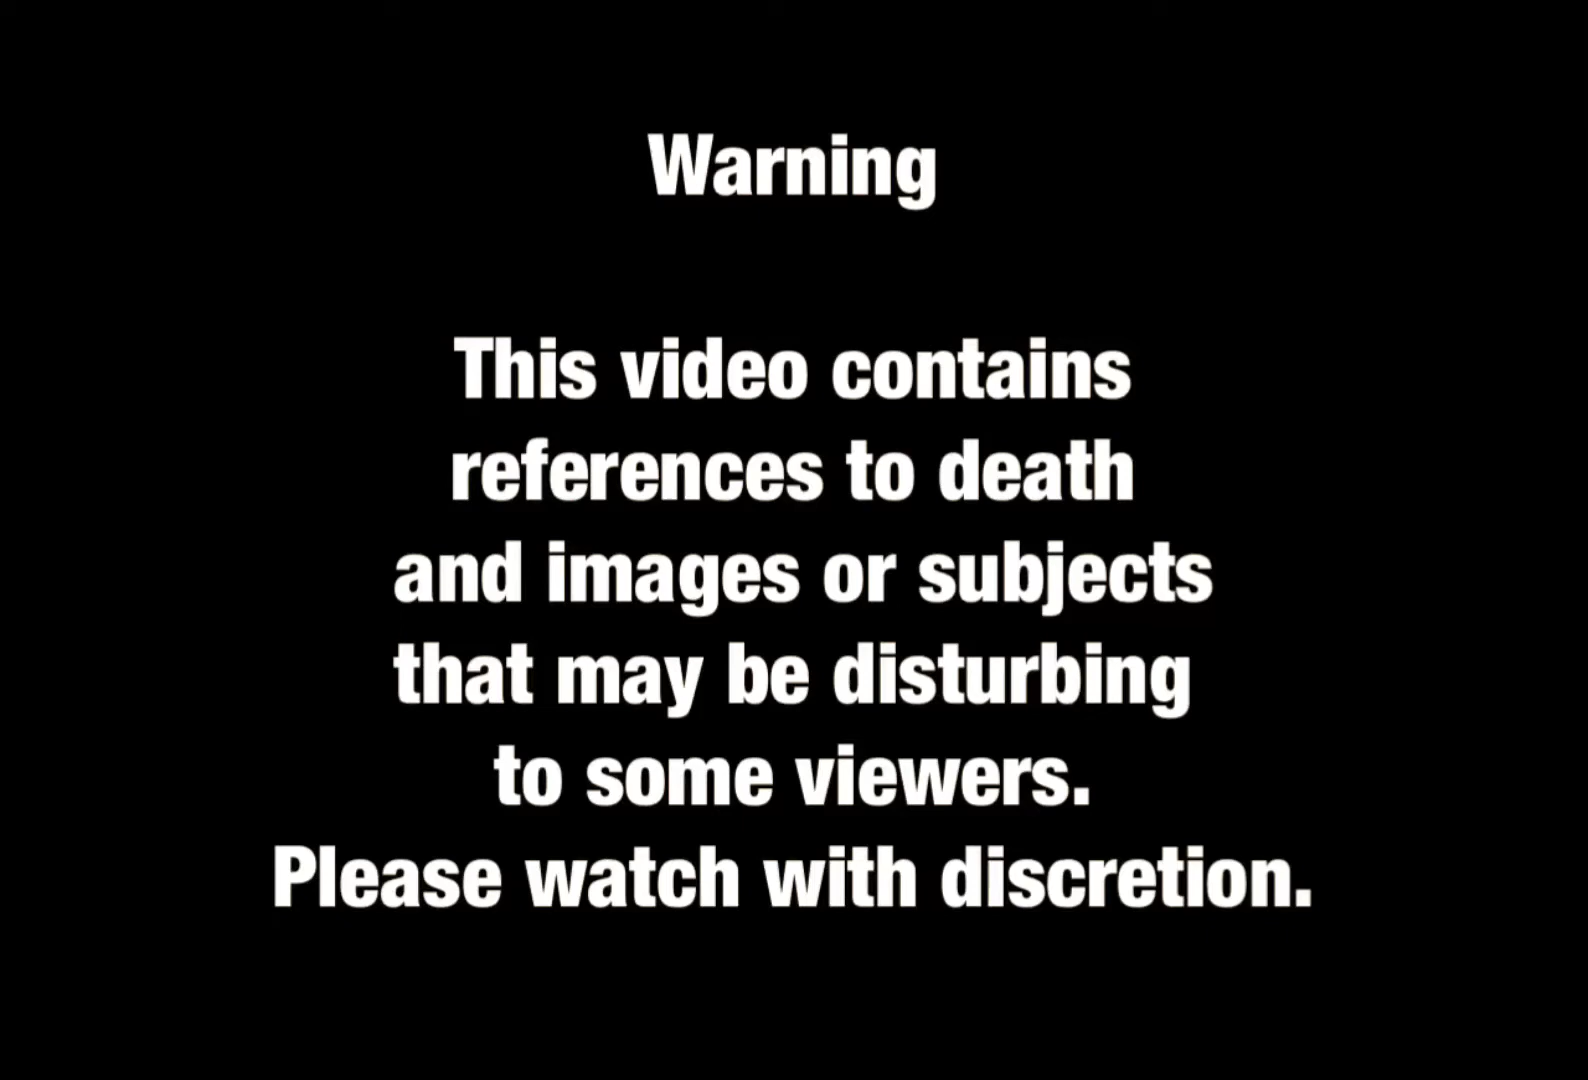 Warning
This video contains
references to death
and images or subjects
that may be disturbing
to some viewers.
Please watch with discretion.